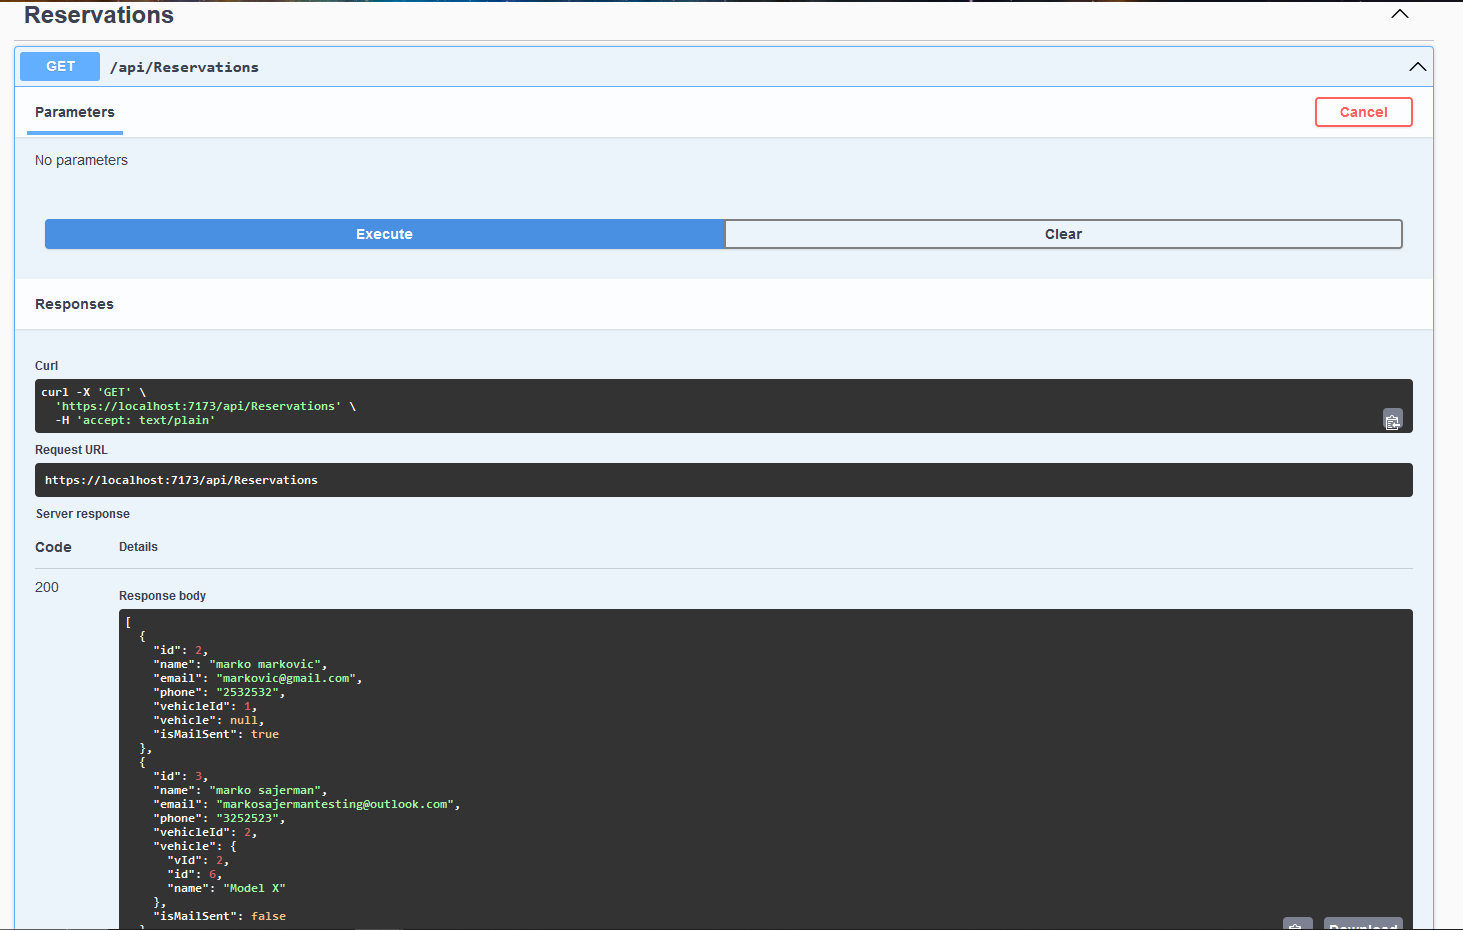 Reservations
GET /api/Reservations
Parameters
Cancel
No parameters
Execute
Clear
Responses
Curl
curl -X 'GET' \
  'https://localhost:7173/api/Reservations' \
  -H 'accept: text/plain'
Request URL
https://localhost:7173/api/Reservations
Server response
Code Details
200
Response body
[
  {
    "id": 2,
    "name": "marko markovic",
    "email": "markovic@gmail.com",
    "phone": "2532532",
    "vehicleId": 1,
    "vehicle": null,
    "isMailSent": true
  },
  {
    "id": 3,
    "name": "marko sajerman",
    "email": "markosajermantesting@outlook.com",
    "phone": "3252523",
    "vehicleId": 2,
    "vehicle": {
      "vId": 2,
      "id": 6,
      "name": "Model X"
    },
    "isMailSent": false
  }
Download